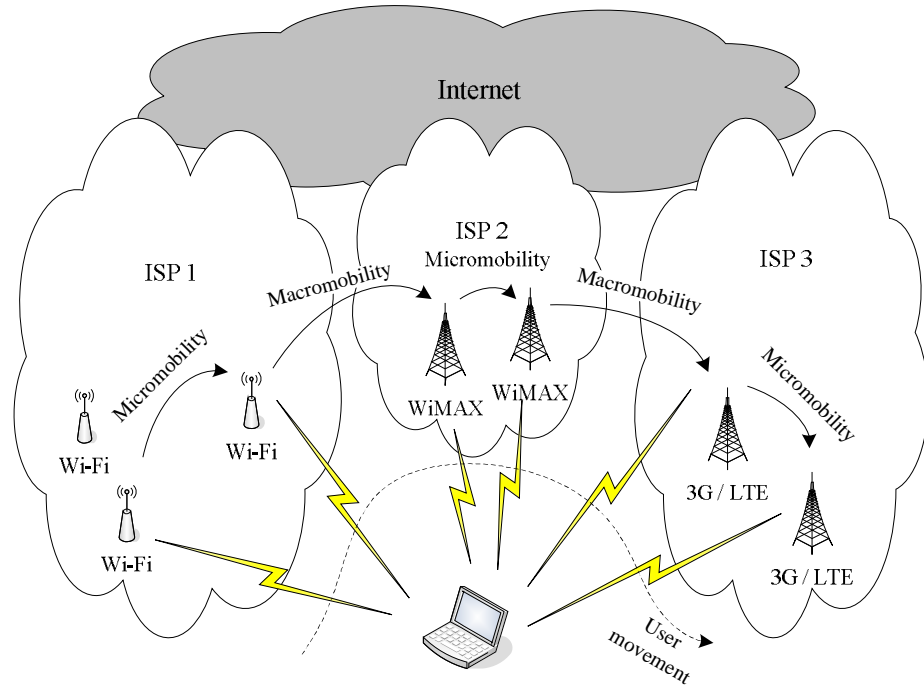 Internet
ISP 1
ISP 2
ISP 3
Micromobility
Macromobility
Micromobility
Macromobility
Micromobility
Wi-Fi
Wi-Fi
Wi-Fi
WiMAX
WiMAX
3G / LTE
3G / LTE
User
movement